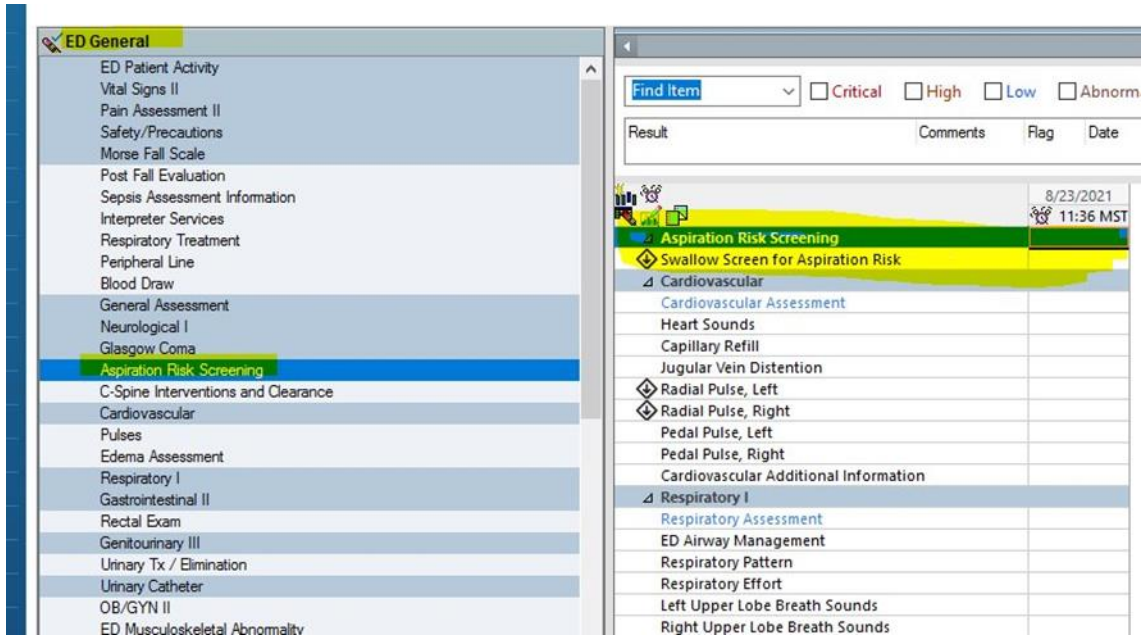 ED General
ED Patient Activity
Vital Signs II
Pain Assessment II
Safety/Precautions
Morse Fall Scale
Post Fall Evaluation
Sepsis Assessment Information
Interpreter Services
Respiratory Treatment
Peripheral Line
Blood Draw
General Assessment
Neurological I
Glasgow Coma
Aspiration Risk Screening
C-Spine Interventions and Clearance
Cardiovascular
Pulses
Edema Assessment
Respiratory I
Gastrointestinal II
Rectal Exam
Genitourinary III
Urinary Tx / Elimination
Urinary Catheter
OB/GYN II
ED Musculoskeletal Abnormality
Find Item Critical High Low Abnorm
Result Comments Flag Date
8/23/2021
11:36 MST
Aspiration Risk Screening
Swallow Screen for Aspiration Risk
Cardiovascular
Cardiovascular Assessment
Heart Sounds
Capillary Refill
Jugular Vein Distention
Radial Pulse, Left
Radial Pulse, Right
Pedal Pulse, Left
Pedal Pulse, Right
Cardiovascular Additional Information
Respiratory I
Respiratory Assessment
ED Airway Management
Respiratory Pattern
Respiratory Effort
Left Upper Lobe Breath Sounds
Right Upper Lobe Breath Sounds